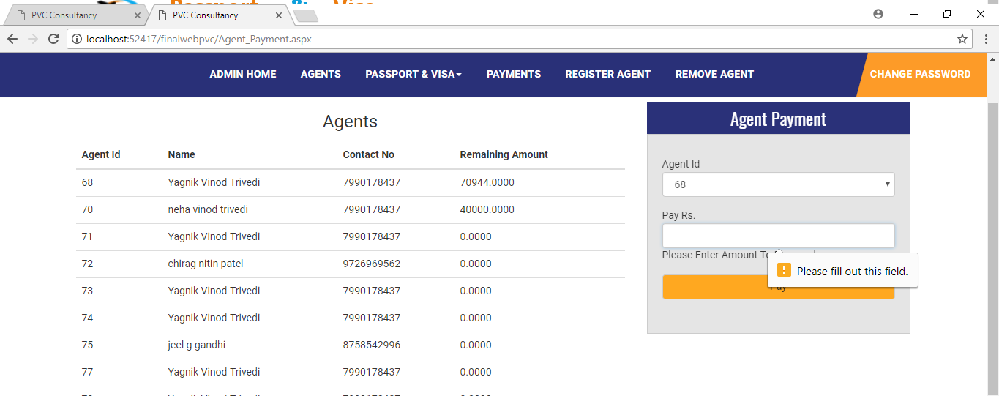 Passport & Visa
PVC Consultancy
PVC Consultancy
localhost:52417/finalwebpvc/Agent_Payment.aspx
ADMIN HOME AGENTS PASSPORT & VISA PAYMENTS REGISTER AGENT REMOVE AGENT CHANGE PASSWORD
Agents
Agent Id Name Contact No Remaining Amount
68 Yagnik Vinod Trivedi 7990178437 70944.0000
70 neha vinod trivedi 7990178437 40000.0000
71 Yagnik Vinod Trivedi 7990178437 0.0000
72 chirag nitin patel 9726969562 0.0000
73 Yagnik Vinod Trivedi 7990178437 0.0000
74 Yagnik Vinod Trivedi 7990178437 0.0000
75 jeel g gandhi 8758542996 0.0000
77 Yagnik Vinod Trivedi 7990178437 0.0000
Agent Payment
Agent Id
68
Pay Rs.
Please Enter Amount To
Please fill out this field.
Pay